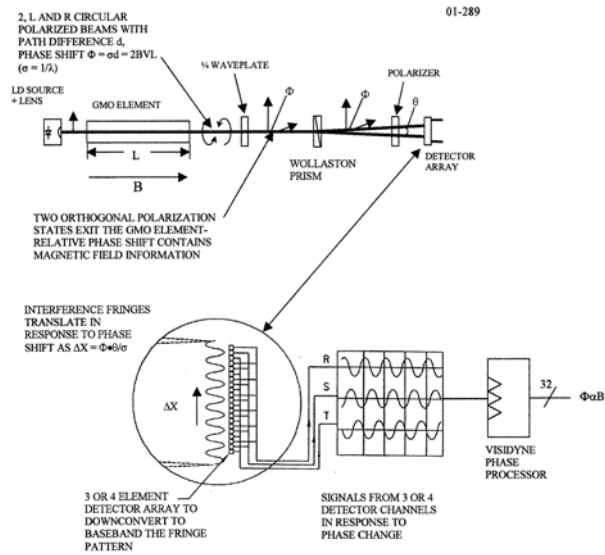 01-289
2, L AND R CIRCULAR
POLARIZED BEAMS WITH
PATH DIFFERENCE d,
PHASE SHIFT Φ = σd = 2BVL
(σ = 1/λ)
LD SOURCE
+ LENS
GMO ELEMENT
¼ WAVEPLATE
Φ
Φ
POLARIZER
θ
L
B
WOLLASTON
PRISM
DETECTOR
ARRAY
TWO ORTHOGONAL POLARIZATION
STATES EXIT THE GMO ELEMENT-
RELATIVE PHASE SHIFT CONTAINS
MAGNETIC FIELD INFORMATION
INTERFERENCE FRINGES
TRANSLATE IN
RESPONSE TO PHASE
SHIFT AS ΔX = Φ•θ/σ
ΔX
R
S
T
32
ΦαB
VISIDYNE
PHASE
PROCESSOR
3 OR 4 ELEMENT
DETECTOR ARRAY TO
DOWNCONVERT TO
BASEBAND THE FRINGE
PATTERN
SIGNALS FROM 3 OR 4
DETECTOR CHANNELS
IN RESPONSE TO
PHASE CHANGE